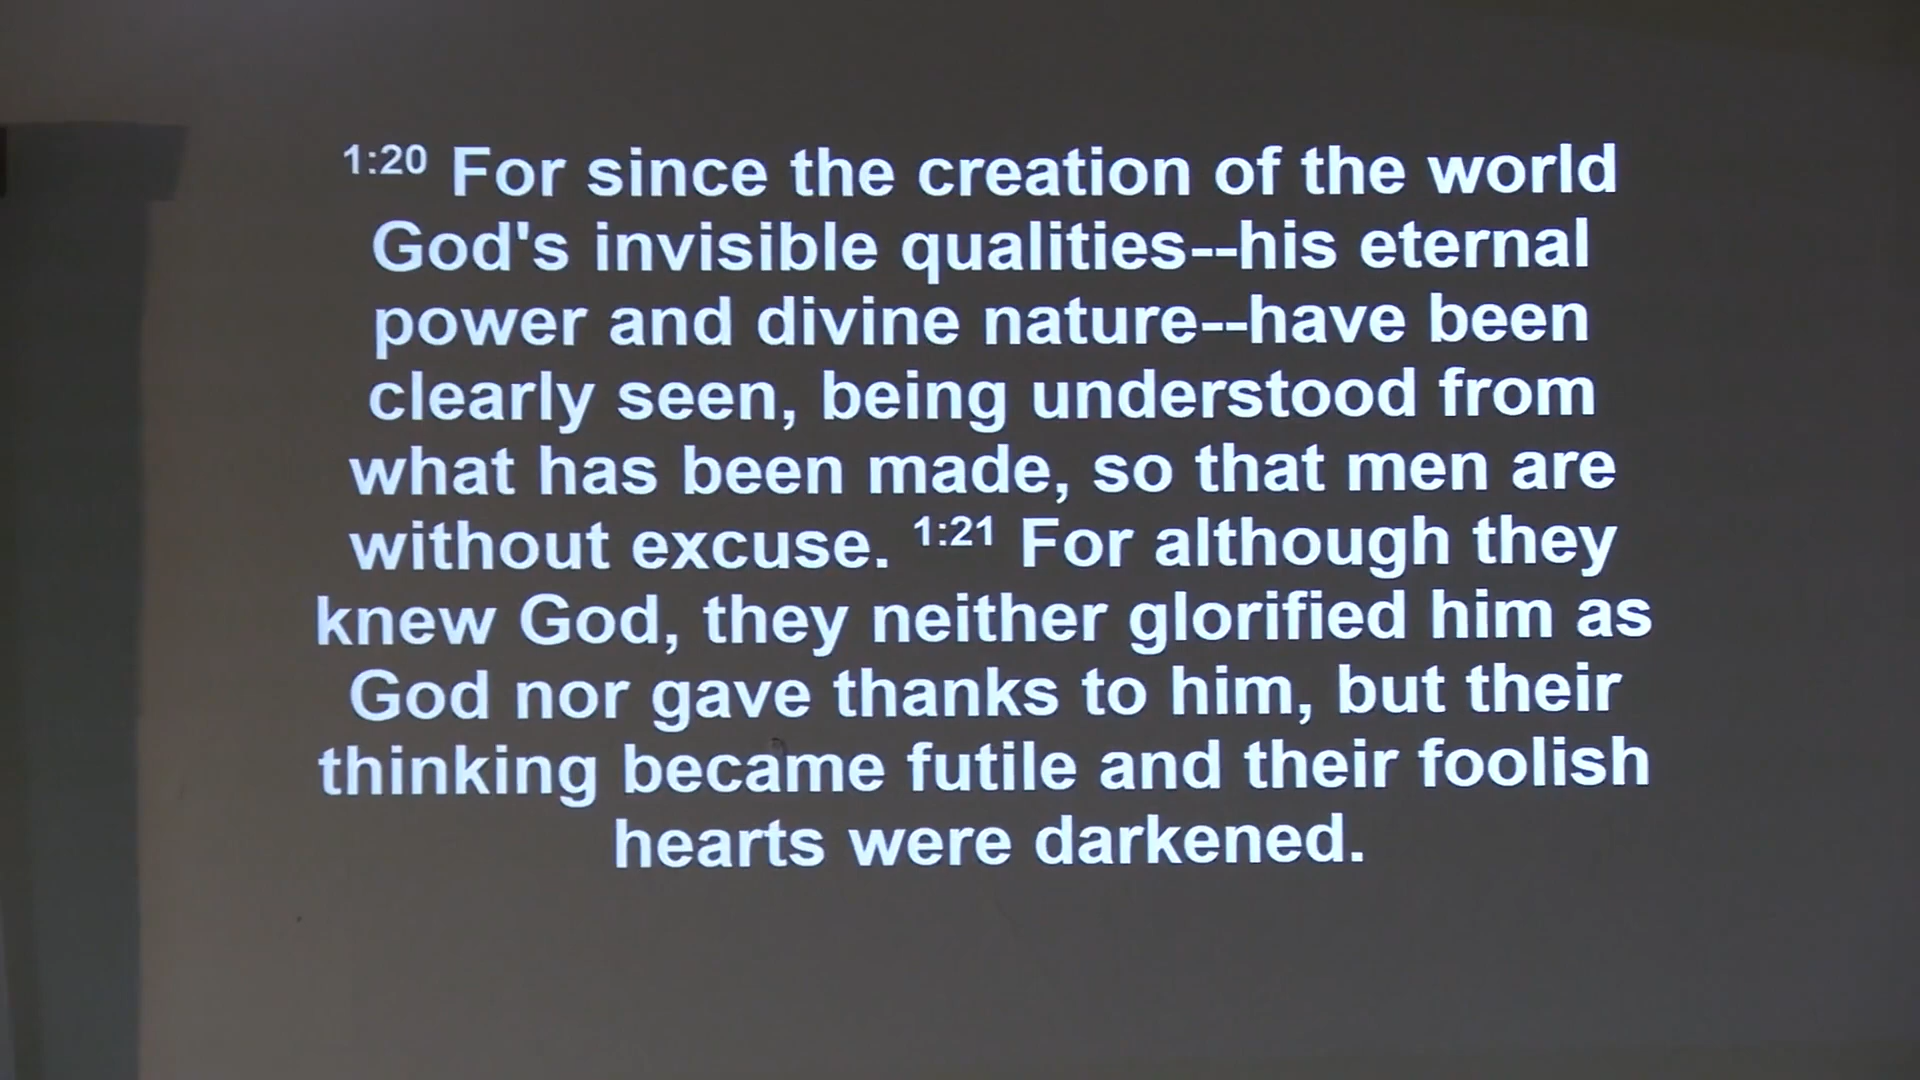 1:20 For since the creation of the world
God's invisible qualities--his eternal
power and divine nature--have been
clearly seen, being understood from
what has been made, so that men are
without excuse. 1:21 For although they
knew God, they neither glorified him as
God nor gave thanks to him, but their
thinking became futile and their foolish
hearts were darkened.